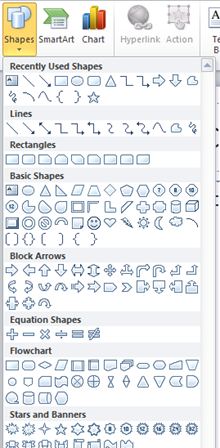 Shapes SmartArt Chart Hyperlink Action
Recently Used Shapes
Lines
Rectangles
Basic Shapes
Block Arrows
Equation Shapes
Flowchart
Stars and Banners